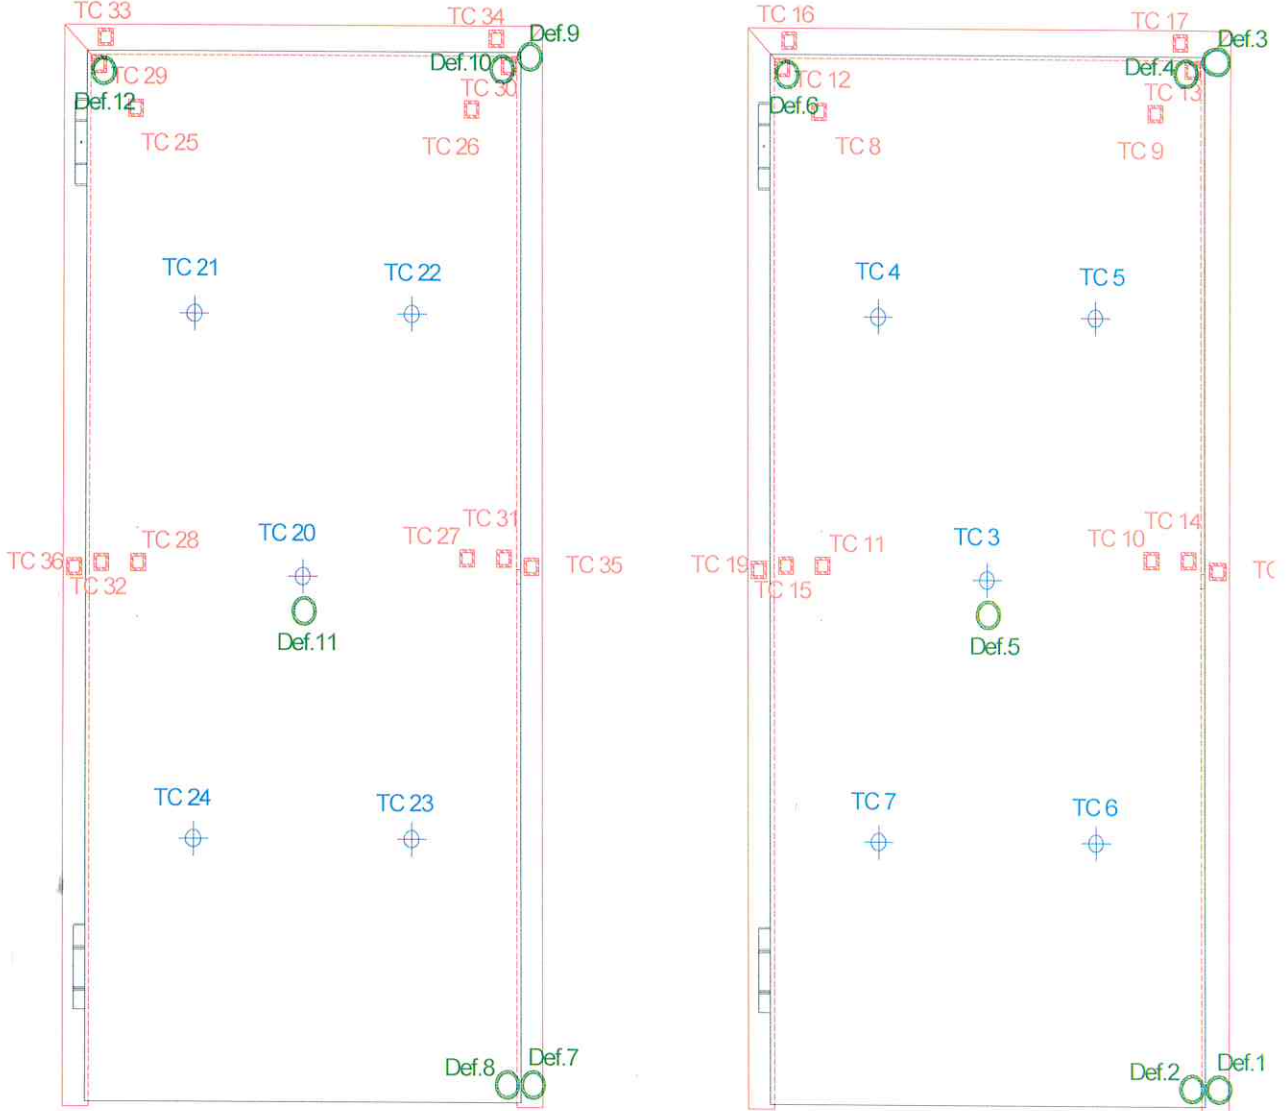 TC 33
TC 34
Def.9
Def.10
TC 29
TC 30
Def.12
TC 25
TC 26
TC 21
TC 22
TC 20
TC 27
TC 31
TC 28
TC 36
TC 32
TC 35
Def.11
TC 24
TC 23
Def.8
Def.7
TC 16
TC 17
Def.3
Def.4
TC 12
TC 13
Def.6
TC 8
TC 9
TC 4
TC 5
TC 3
TC 10
TC 14
TC 11
TC 19
TC 15
TC
Def.5
TC 7
TC 6
Def.2
Def.1